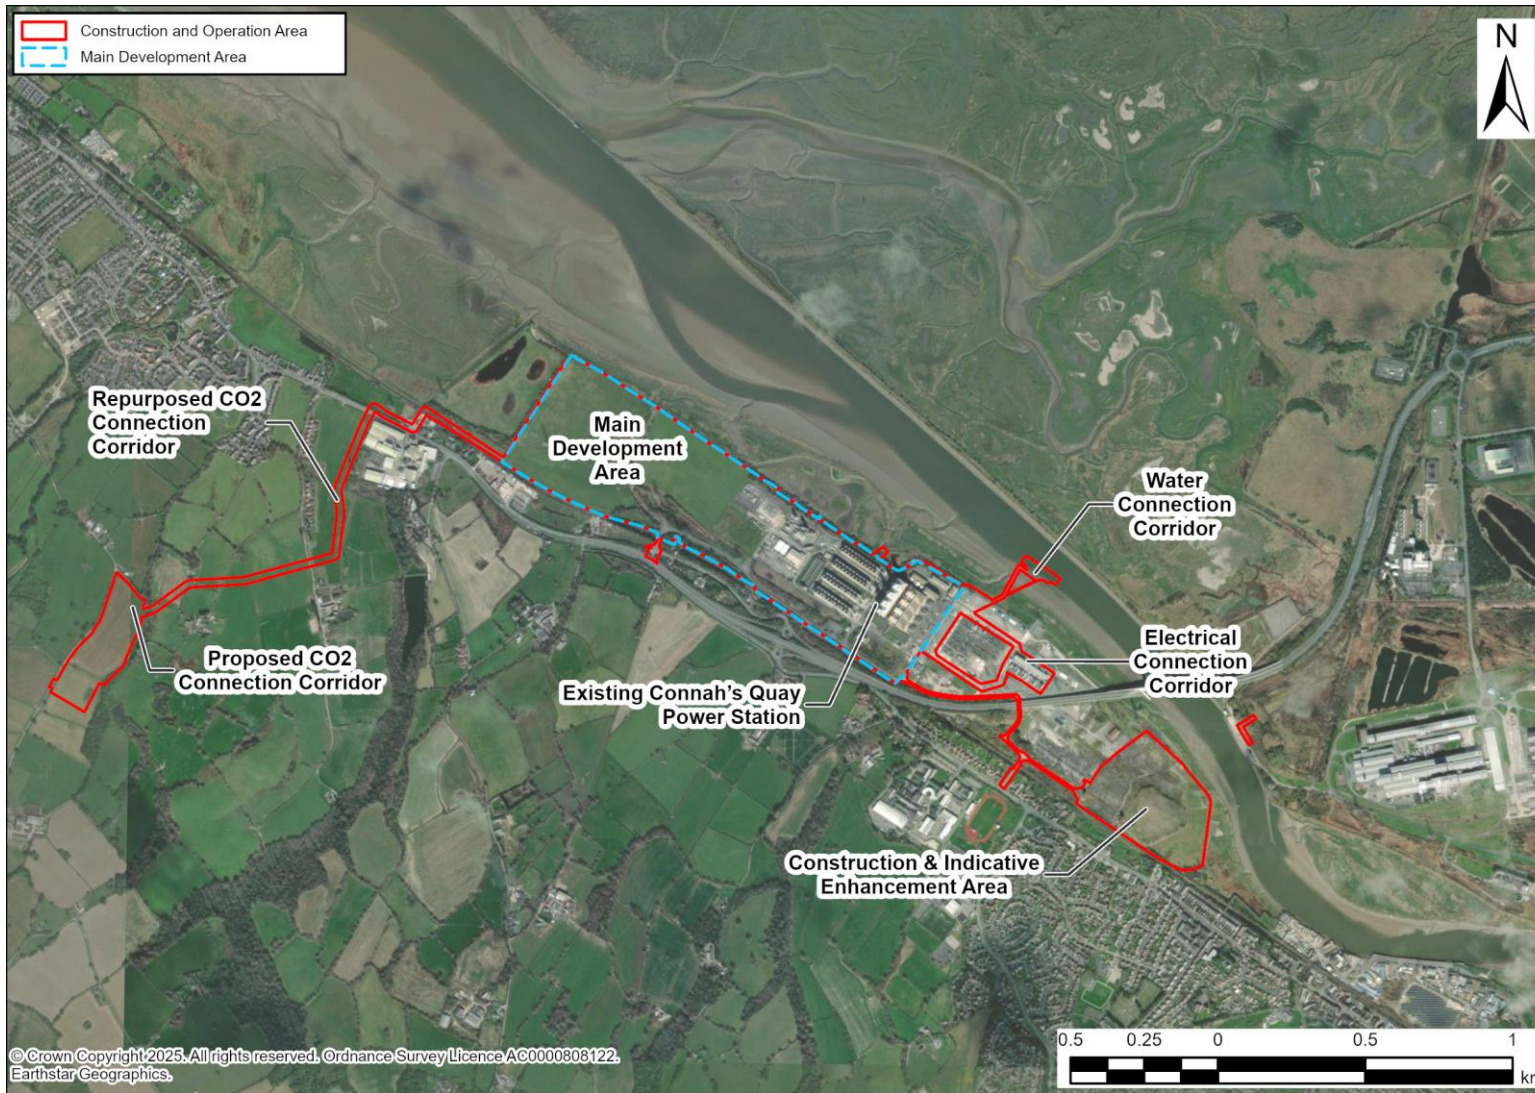 Construction and Operation Area
Main Development Area
N
Repurposed CO2
Connection
Corridor
Main
Development
Area
Water
Connection
Corridor
Proposed CO2
Connection Corridor
Existing Connah's Quay
Power Station
Electrical
Connection
Corridor
Construction & Indicative
Enhancement Area
© Crown Copyright 2025. All rights reserved. Ordnance Survey Licence AC0000808122.
Earthstar Geographics.
0.5 0.25 0 0.5 1
km